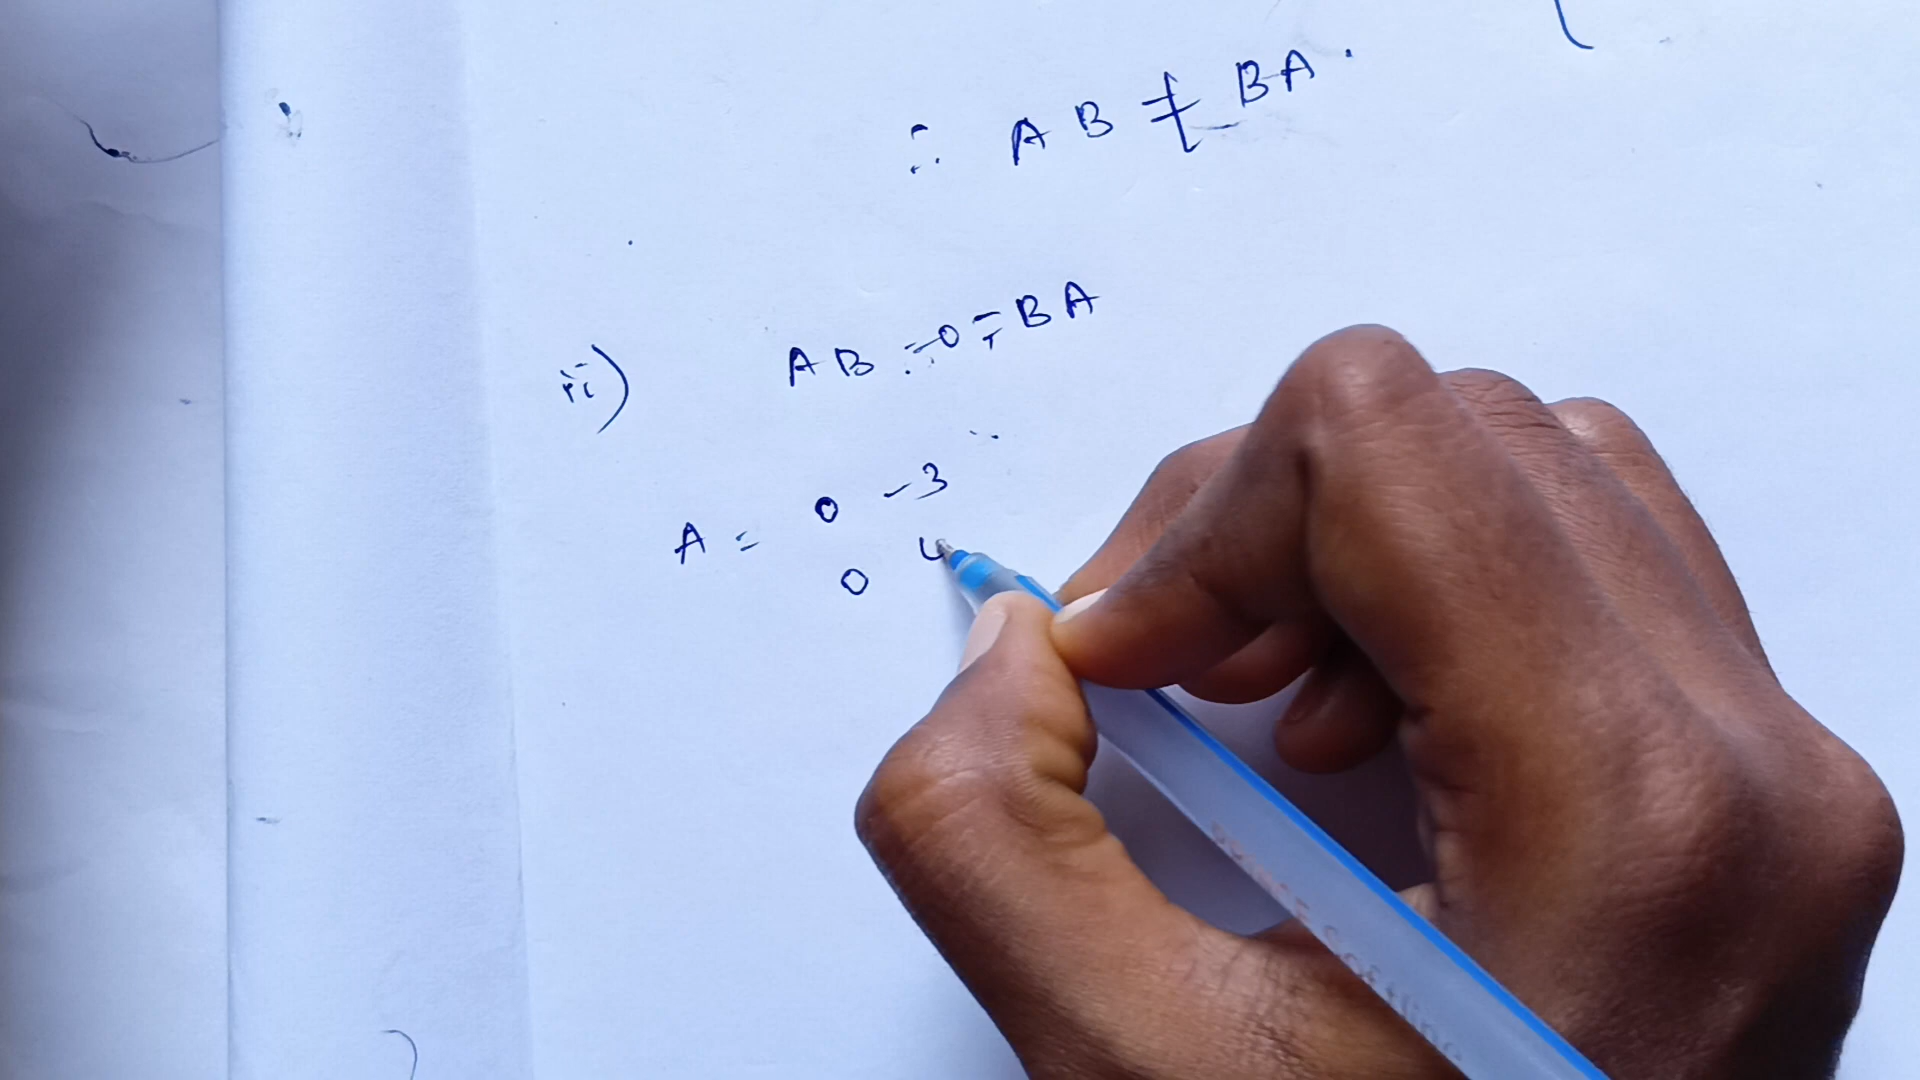 ∴ AB ≠ BA.
ii) AB = 0 = BA
A = 0 -3
0 4